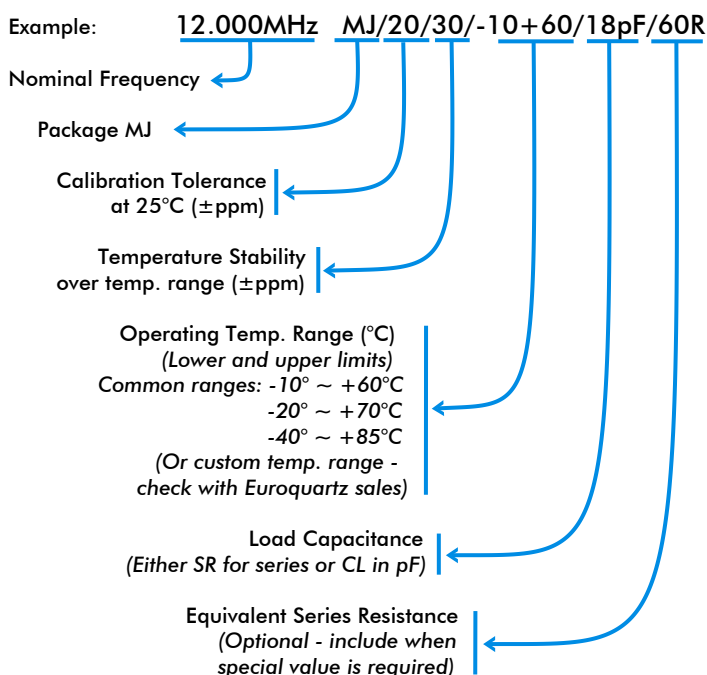 Example: 12.000MHz MJ/20/30/-10+60/18pF/60R
Nominal Frequency
Package MJ
Calibration Tolerance
at 25°C (±ppm)
Temperature Stability
over temp. range (±ppm)
Operating Temp. Range (°C)
(Lower and upper limits)
Common ranges: -10° ~ +60°C
-20° ~ +70°C
-40° ~ +85°C
(Or custom temp. range -
check with Euroquartz sales)
Load Capacitance
(Either SR for series or CL in pF)
Equivalent Series Resistance
(Optional - include when
special value is required)